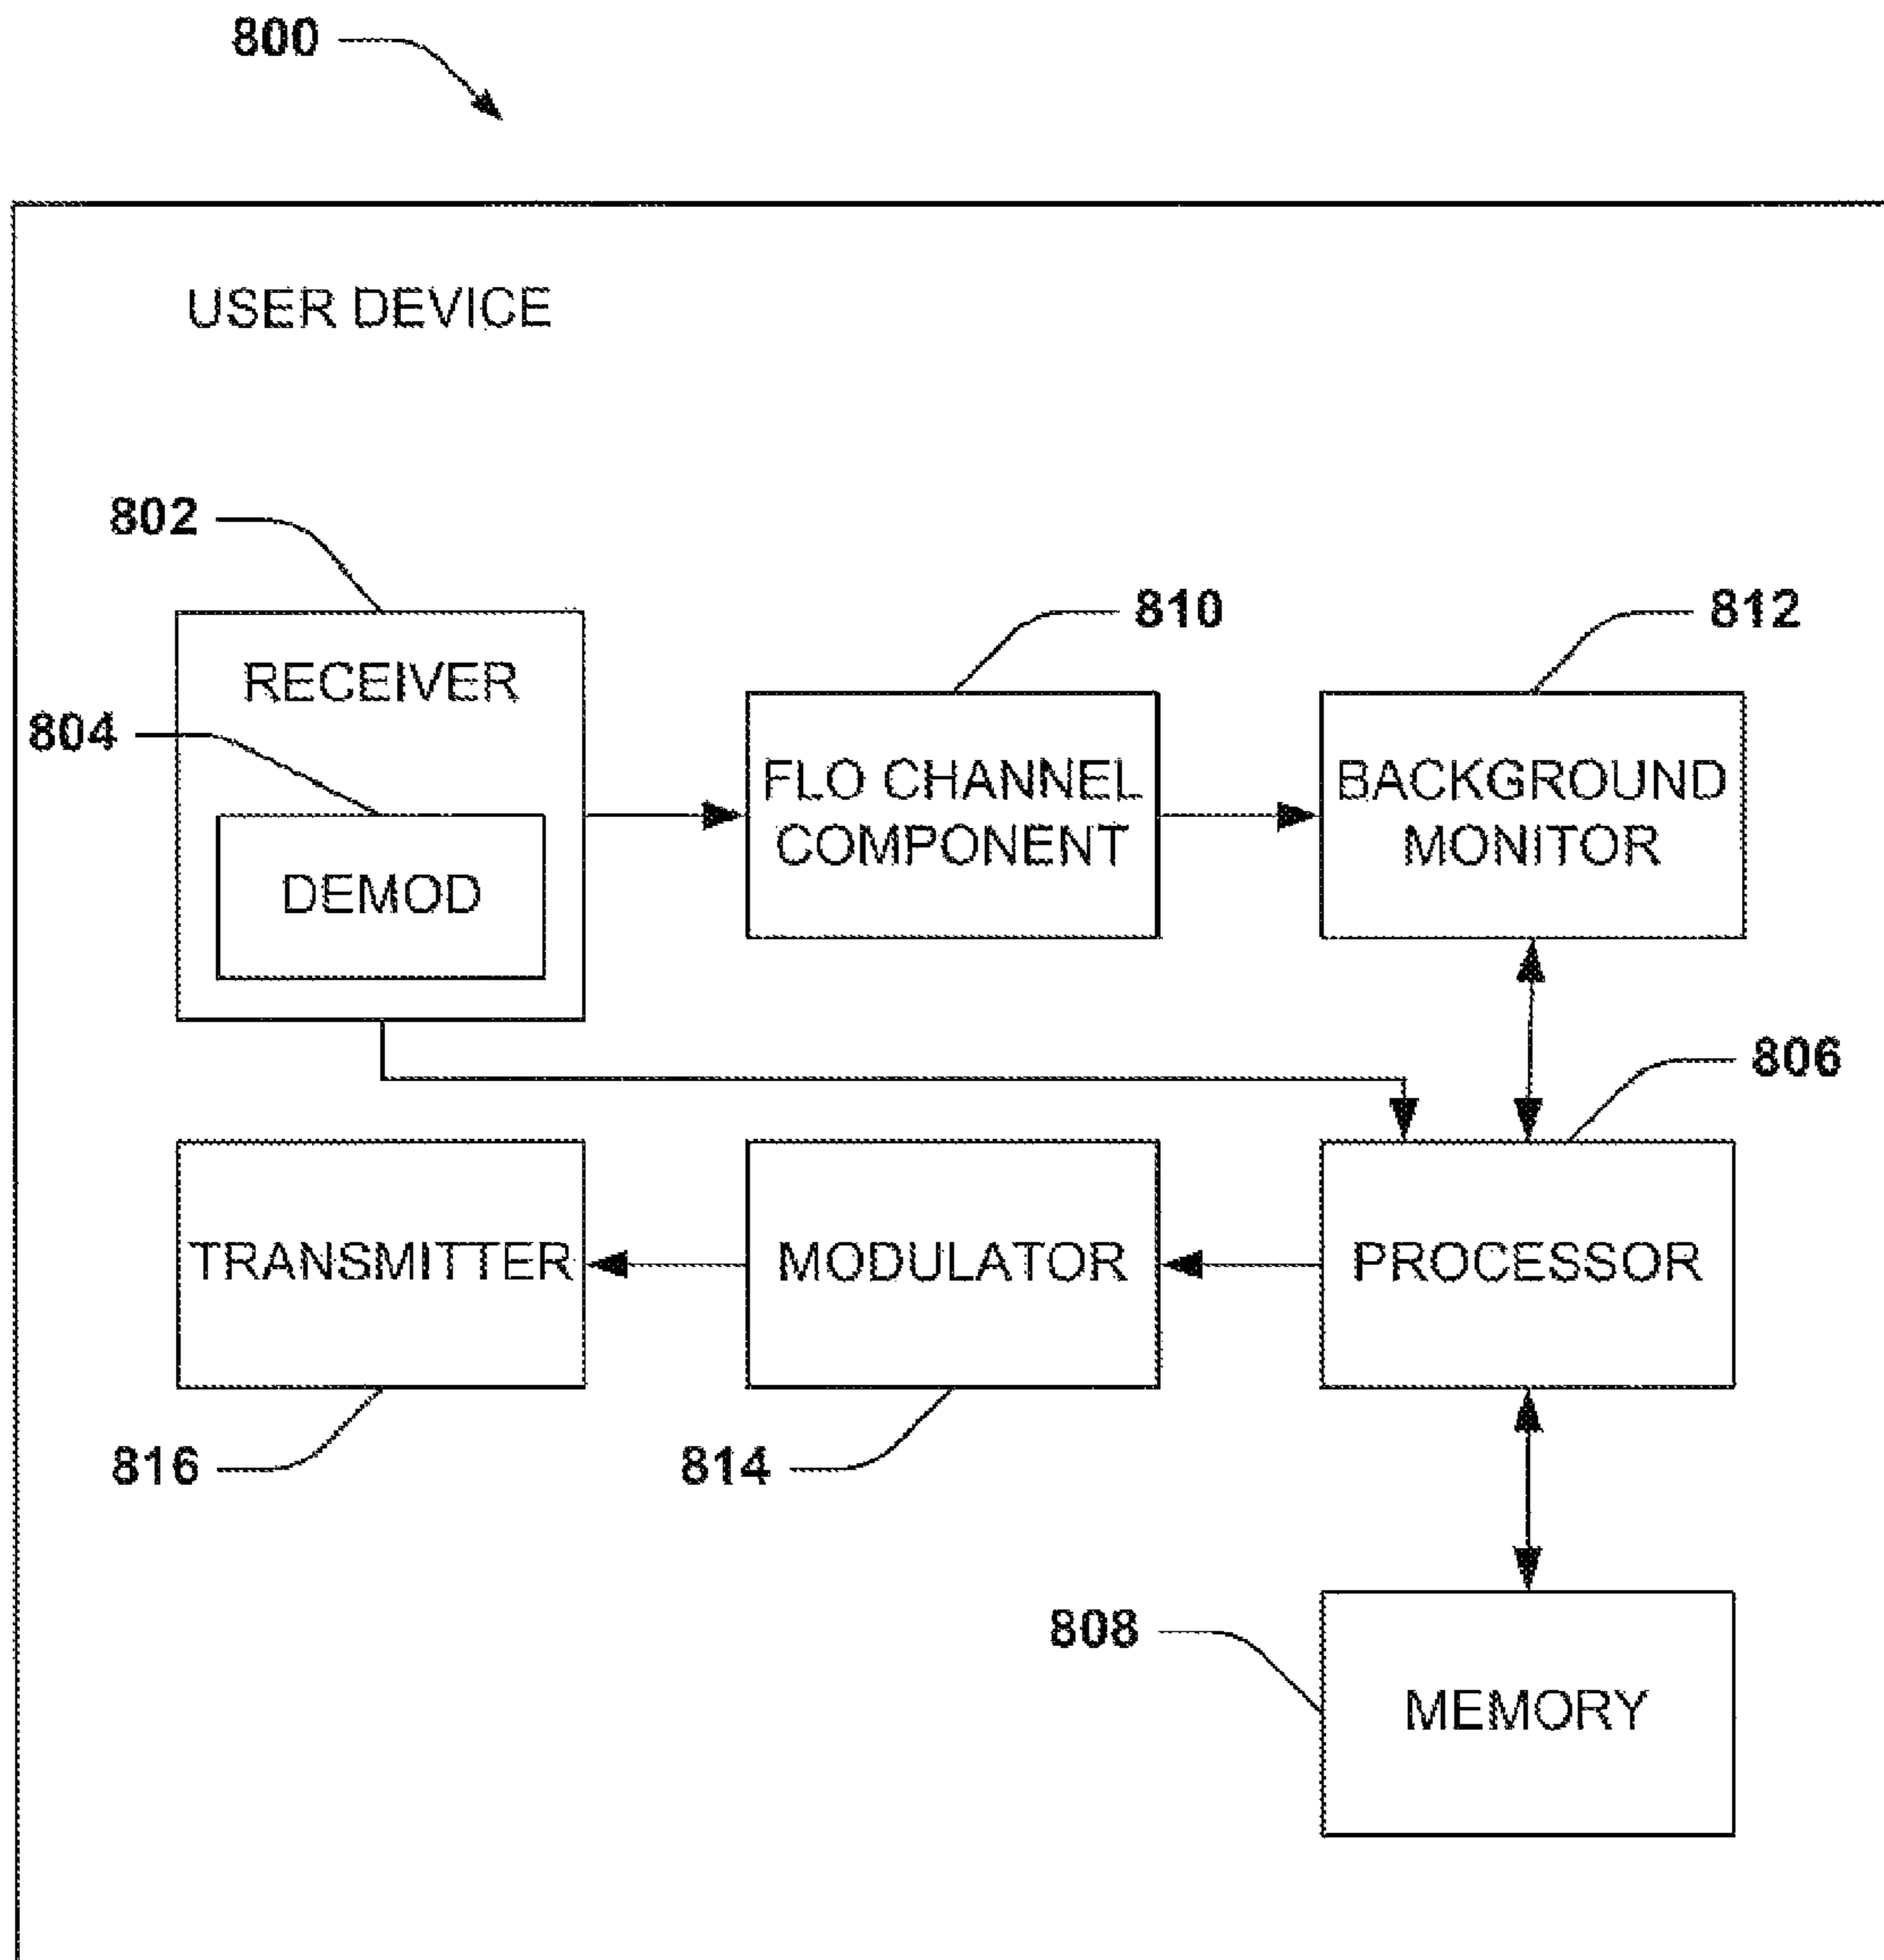 800
USER DEVICE
802
810
812
RECEIVER
804
FLO CHANNEL
COMPONENT
BACKGROUND
MONITOR
DEMOD
806
TRANSMITTER
MODULATOR
PROCESSOR
816
814
808
MEMORY